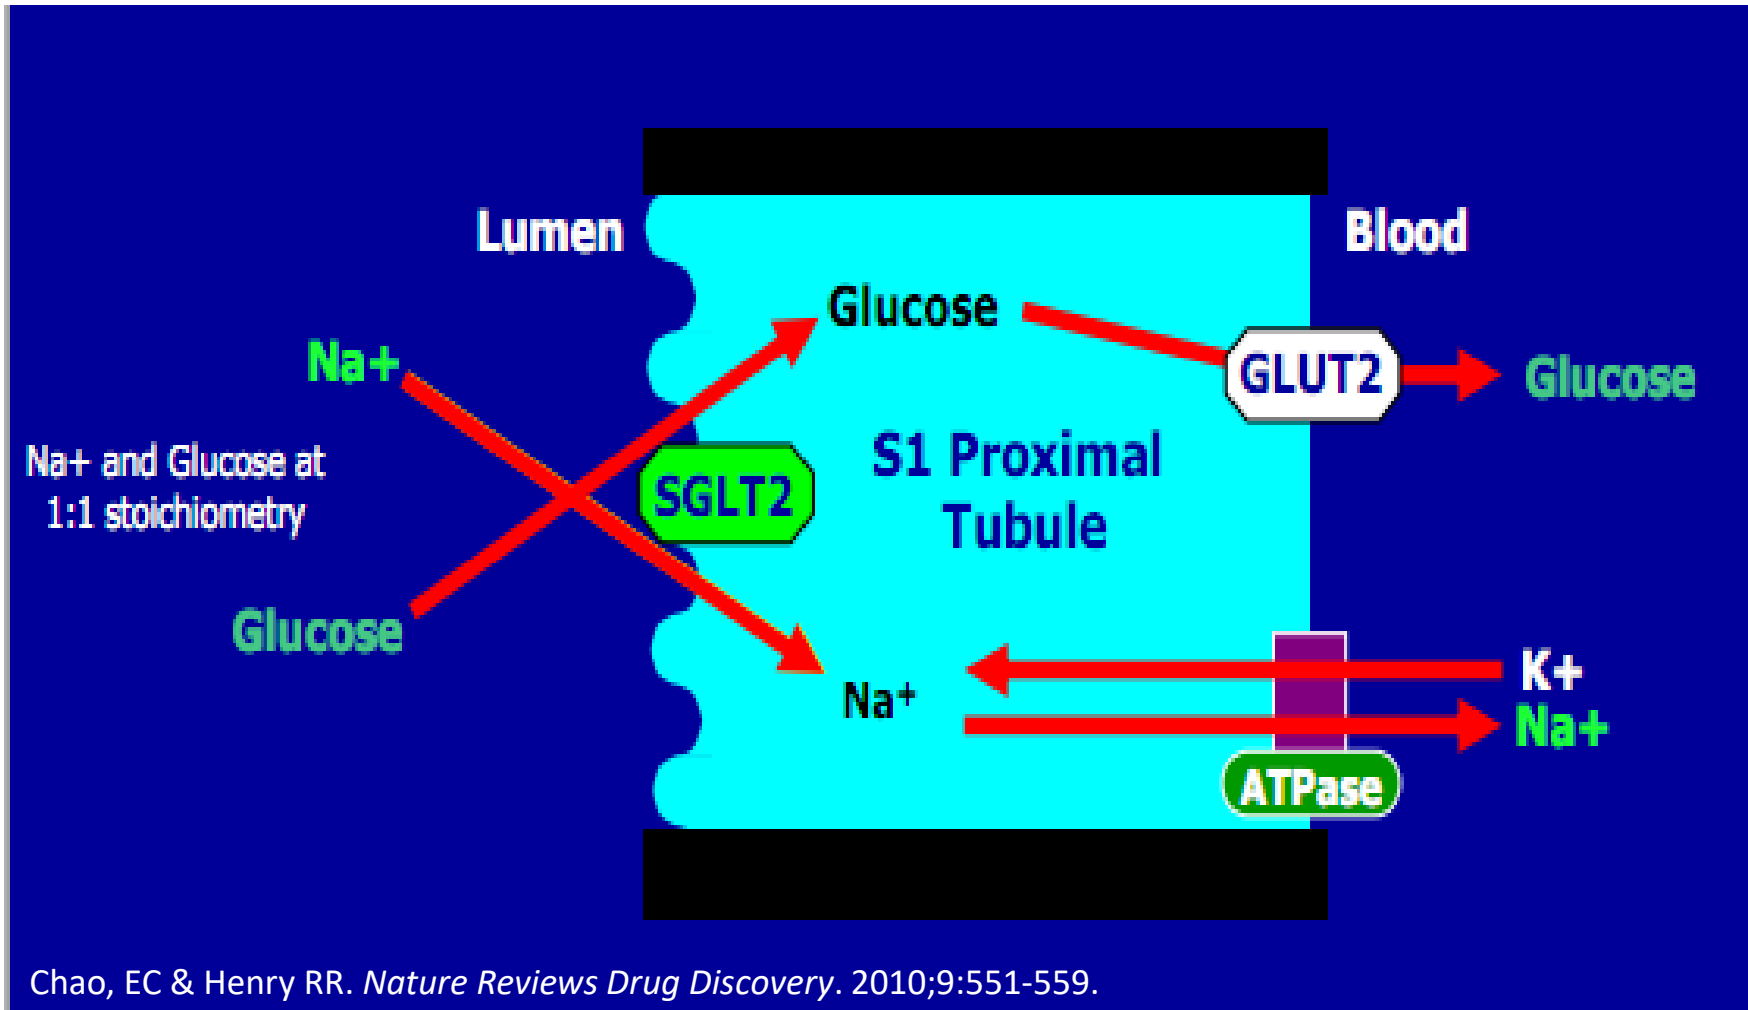 Lumen
Blood
Glucose
Na+
GLUT2
Glucose
Na+ and Glucose at
1:1 stoichiometry
SGLT2
S1 Proximal
Tubule
Glucose
K+
Na⁺
Na+
ATPase
Chao, EC & Henry RR. Nature Reviews Drug Discovery. 2010;9:551-559.